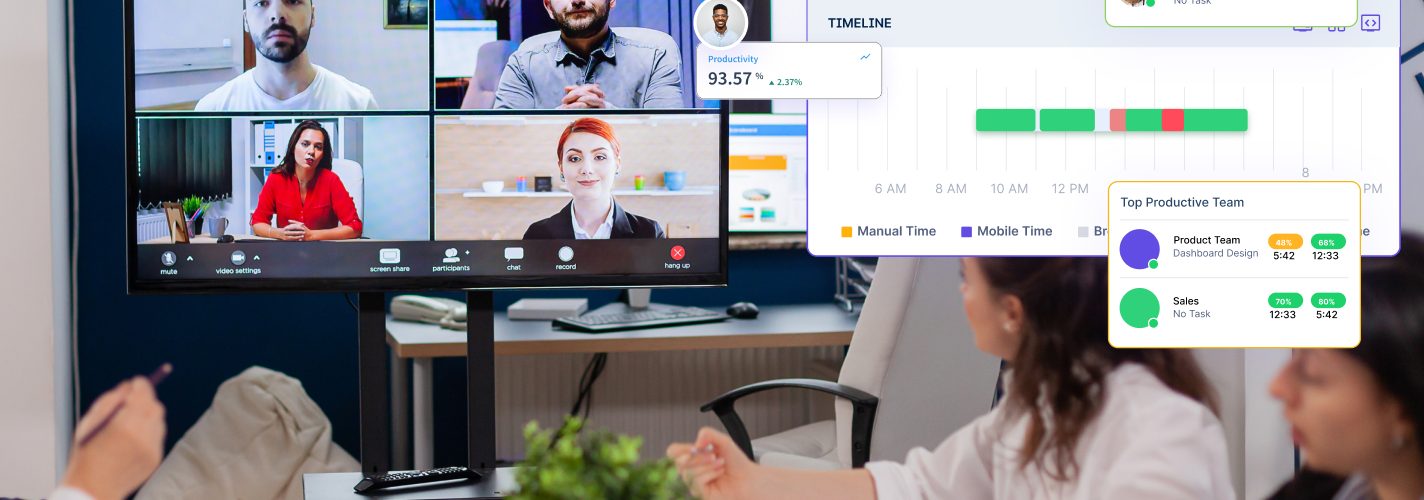 No Task
TIMELINE
Productivity
93.57 % ▲ 2.37%
6 AM 8 AM 10 AM 12 PM 8 PM
Manual Time Mobile Time Br
Top Productive Team
Product Team 48% 68%
Dashboard Design 5:42 12:33
Sales 70% 80%
No Task 12:33 5:42
mute video settings screen share participants chat record hang up